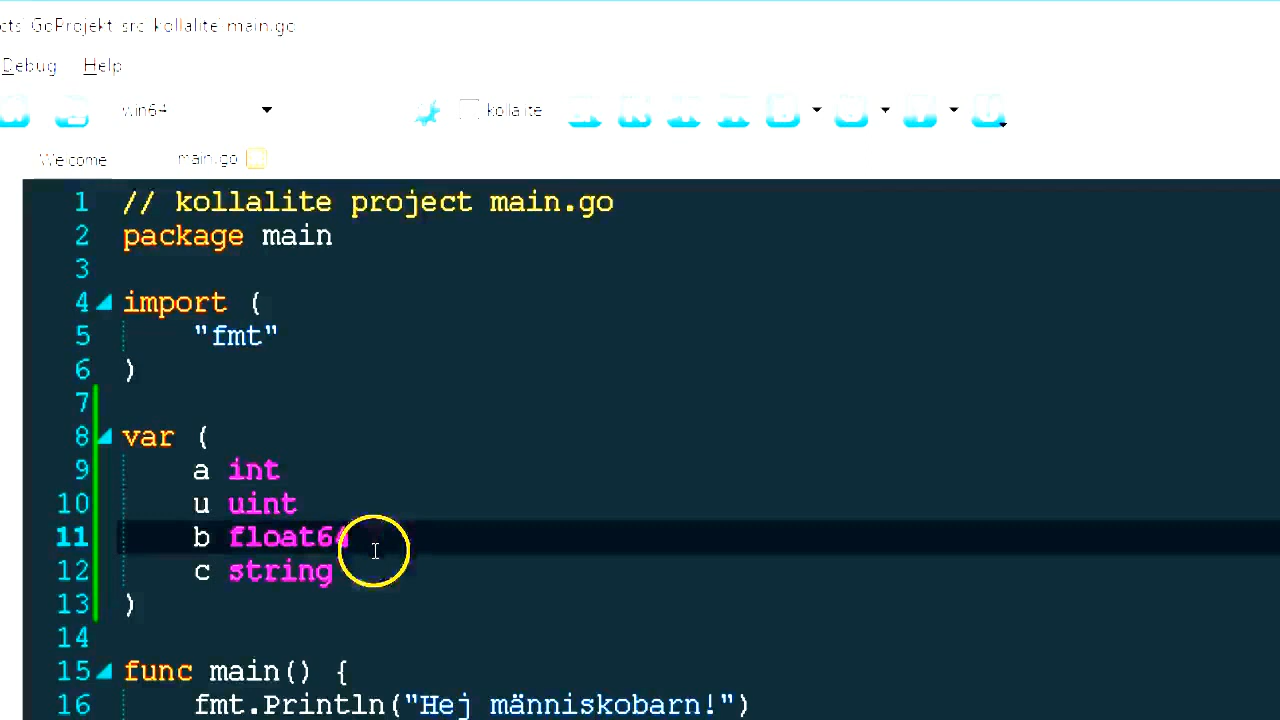 cts GoProjekt src kollalite main.go
Debug Help
win64 kollalite
Welcome main.go
1 // kollalite project main.go
2 package main
3
4 import (
5 "fmt"
6 )
7
8 var (
9 a int
10 u uint
11 b float64
12 c string
13 )
14
15 func main() {
16 fmt.Println("Hej människobarn!")